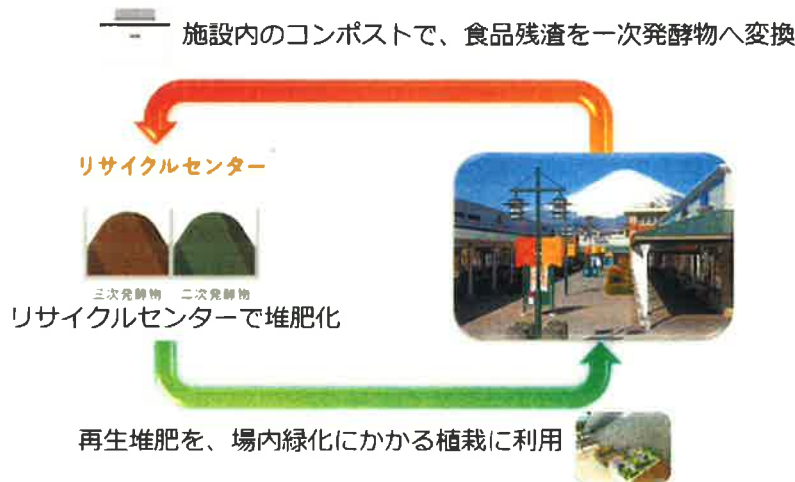 施設内のコンポストで、食品残渣を一次発酵物へ変換
リサイクルセンター
三次発酵物 二次発酵物
リサイクルセンターで堆肥化
再生堆肥を、場内緑化にかかる植栽に利用